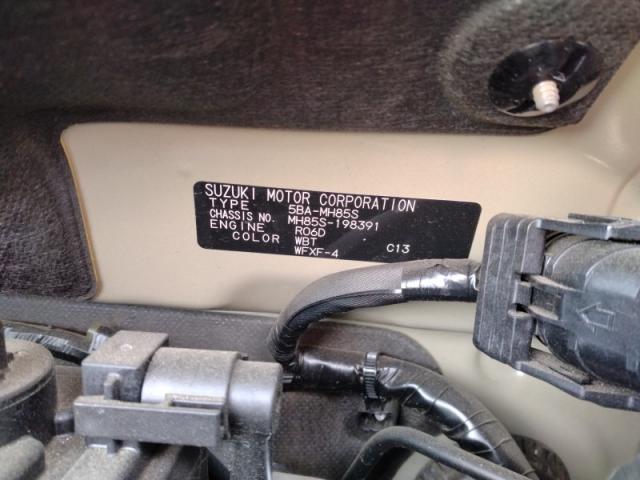 SUZUKI MOTOR CORPORATION
TYPE 5BA-MH85S
CHASSIS NO. MH85S-198391
ENGINE R06D
COLOR WBT C13
WFXF-4